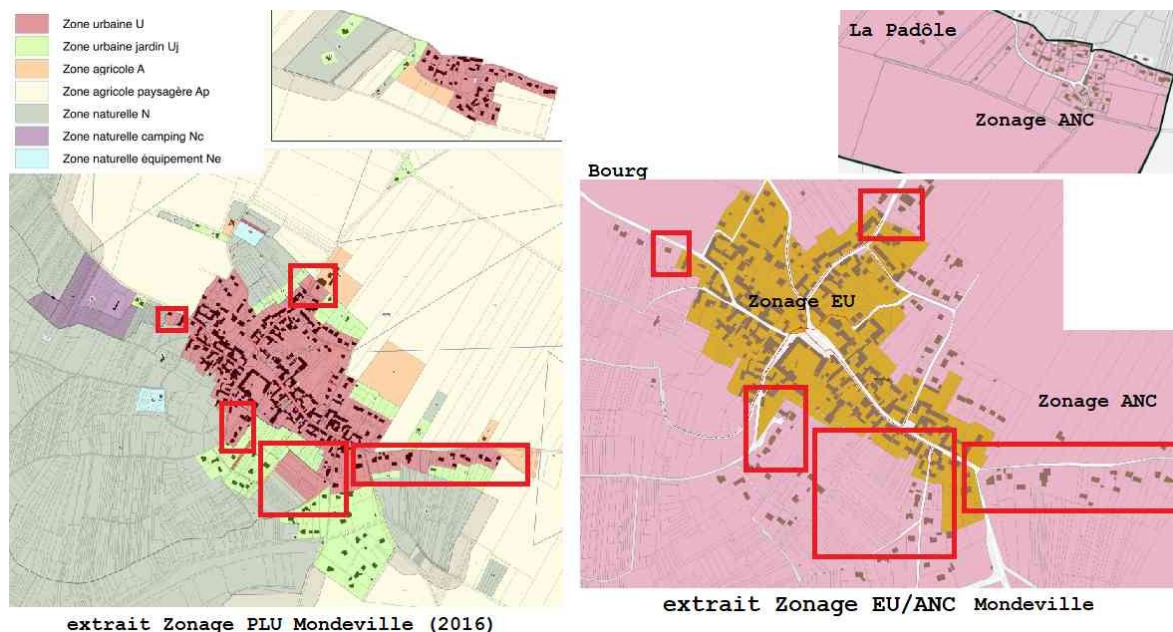 Zone urbaine U
Zone urbaine jardin Uj
Zone agricole A
Zone agricole paysagère Ap
Zone naturelle N
Zone naturelle camping Nc
Zone naturelle équipement Ne
extrait Zonage PLU Mondeville (2016)
La Padôle
Zonage ANC
Bourg
Zonage EU
Zonage ANC
extrait Zonage EU/ANC Mondeville